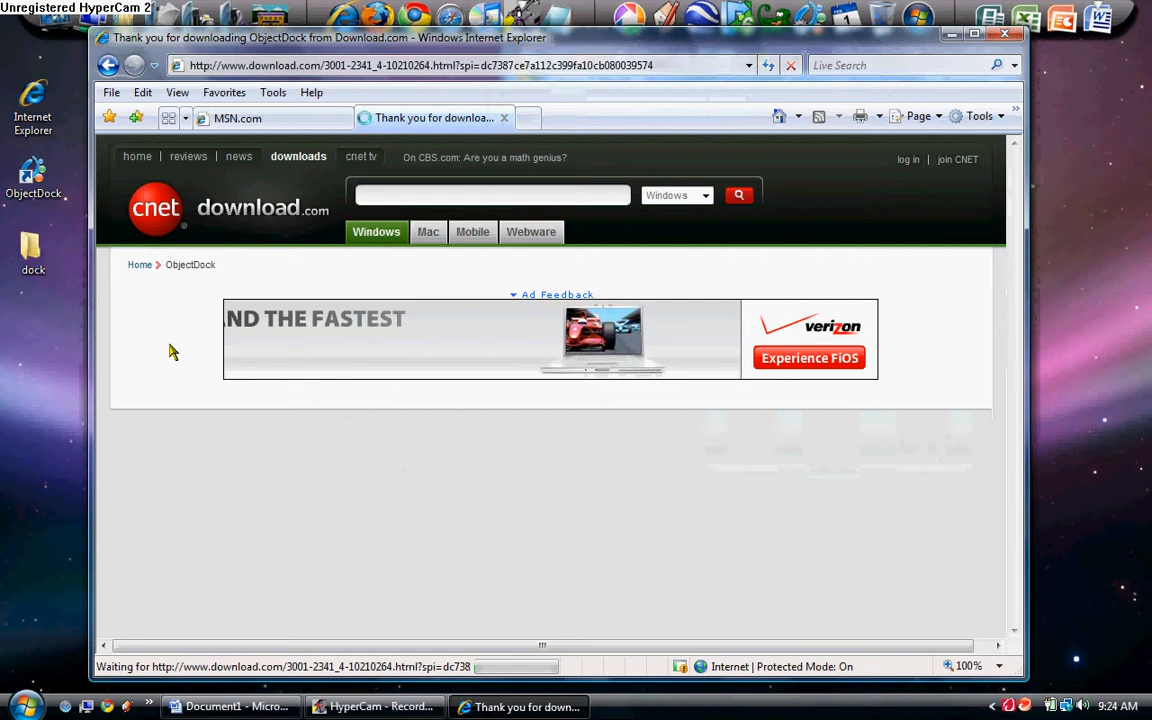 Unregistered HyperCam 2
Thank you for downloading ObjectDock from Download.com - Windows Internet Explorer
http://www.download.com/3001-2341_4-10210264.html?spi=dc7387ce7a112c399fa10cb080039574
Live Search
File Edit View Favorites Tools Help
MSN.com
Thank you for downloa...
Page
Tools
home reviews news downloads cnet tv On CBS.com: Are you a math genius?
log in join CNET
cnet download.com
Windows
Windows Mac Mobile Webware
Home ObjectDock
Ad Feedback
AND THE FASTEST
verizon
Experience FiOS
Internet
Explorer
ObjectDock
dock
Waiting for http://www.download.com/3001-2341_4-10210264.html?spi=dc738
Internet | Protected Mode: On
100%
Document1 - Micro...
HyperCam - Record...
Thank you for down...
9:24 AM